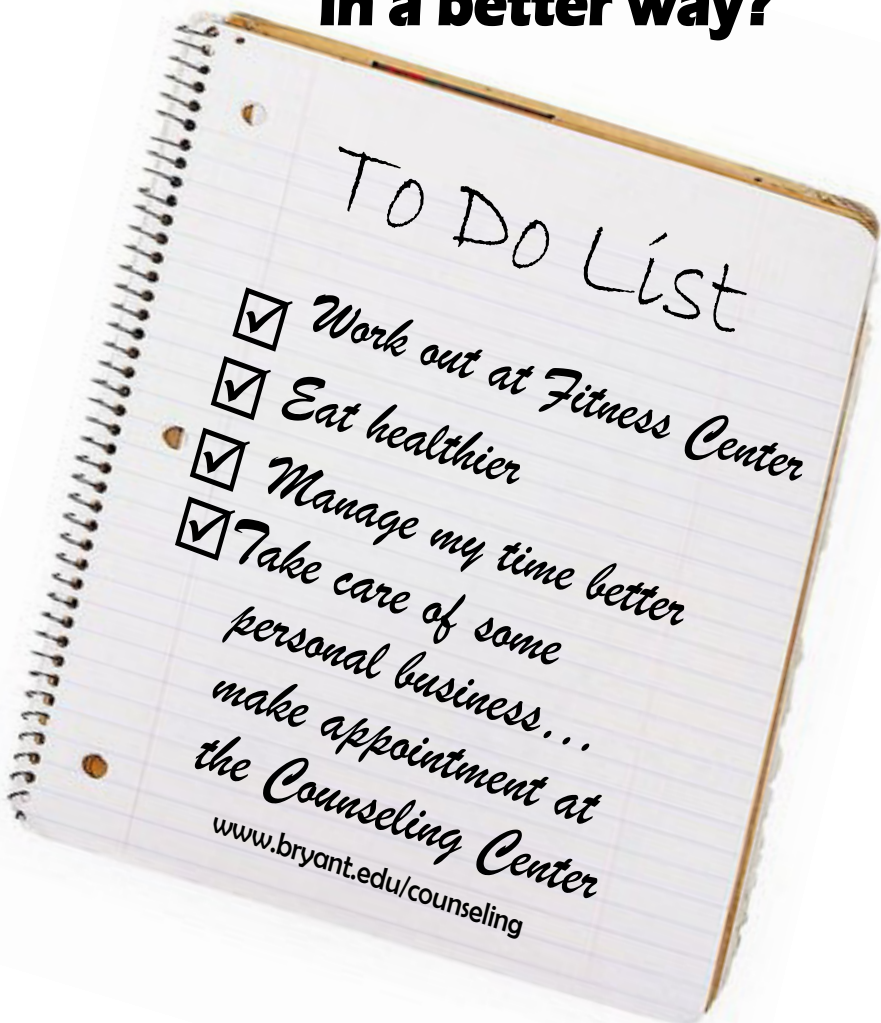 in a better way?
To Do List
Work out at Fitness Center
Eat healthier
Manage my time better
Take care of some
personal business...
make appointment at
the Counseling Center
www.bryant.edu/counseling